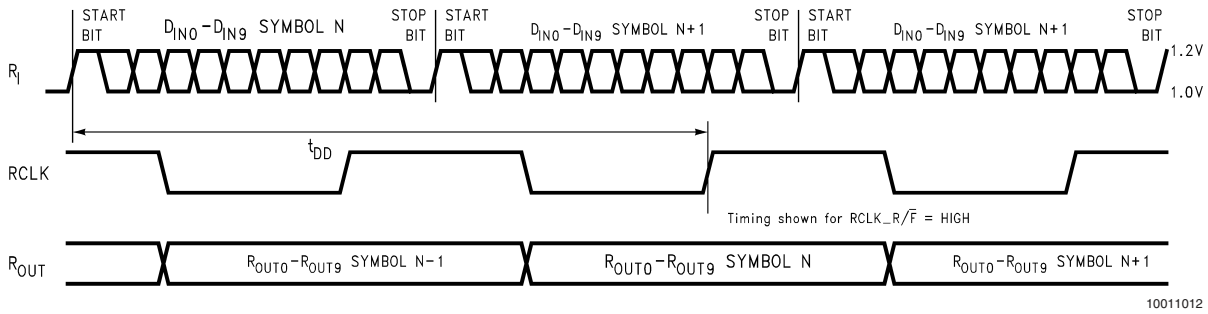 START BIT D_IN0–D_IN9 SYMBOL N STOP BIT
START BIT D_IN0–D_IN9 SYMBOL N+1 STOP BIT
START BIT D_IN0–D_IN9 SYMBOL N+1 STOP BIT
R_I
1.2V
1.0V
t_DD
RCLK
Timing shown for RCLK_R/F̅ = HIGH
R_OUT
R_OUT0–R_OUT9 SYMBOL N-1
R_OUT0–R_OUT9 SYMBOL N
R_OUT0–R_OUT9 SYMBOL N+1
10011012